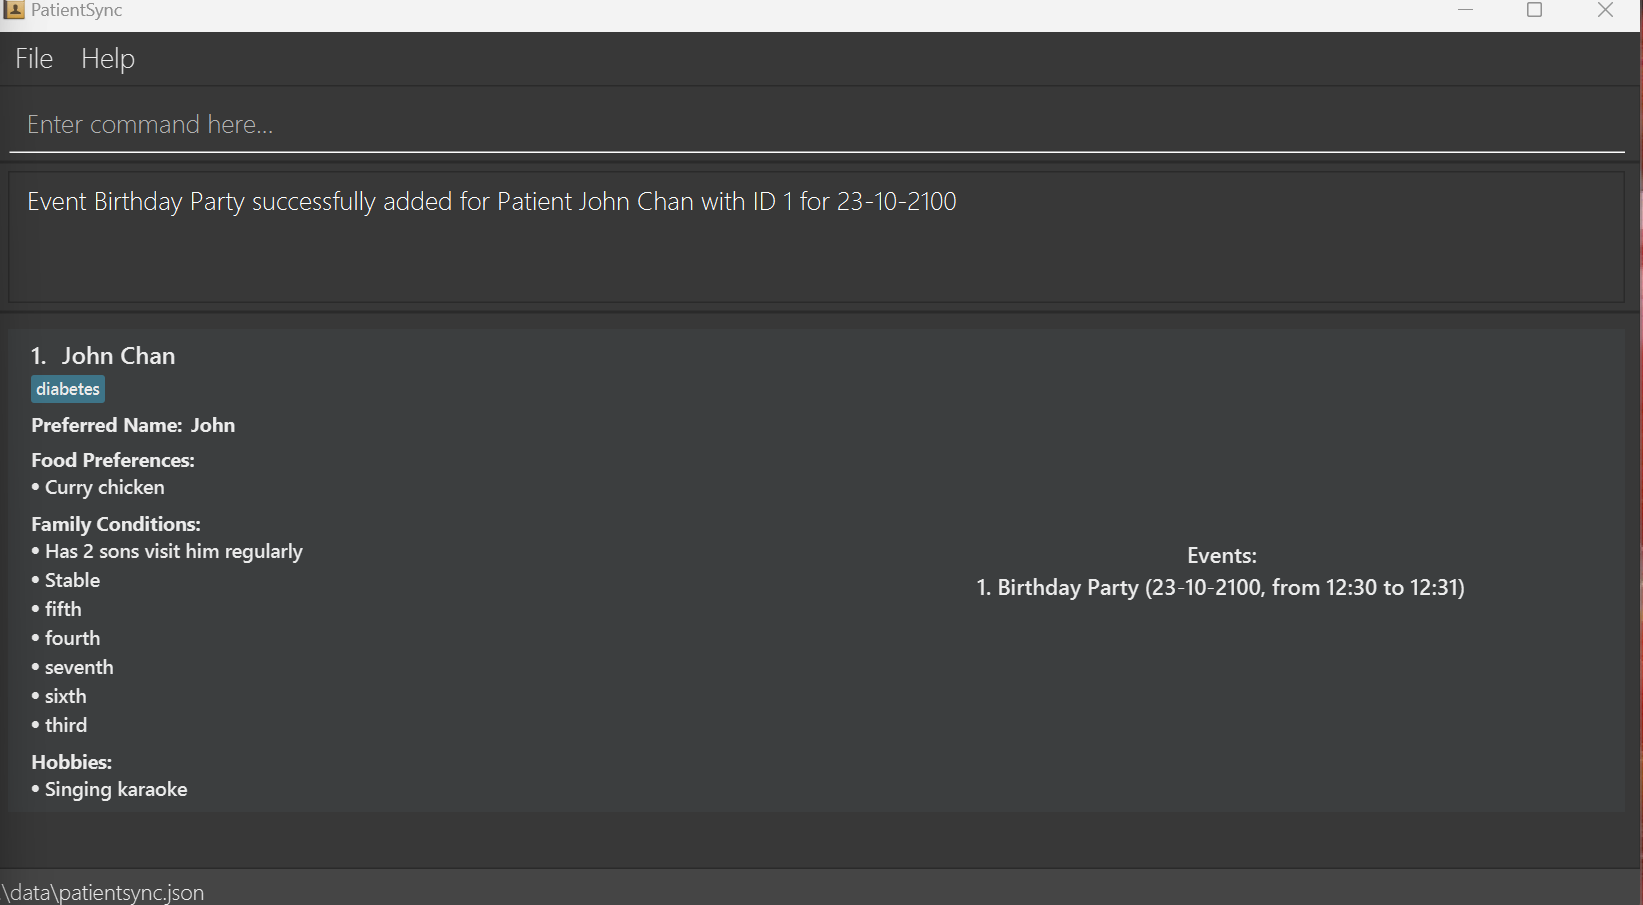 PatientSync
File Help
Enter command here...
Event Birthday Party successfully added for Patient John Chan with ID 1 for 23-10-2100
1. John Chan
diabetes
Preferred Name: John
Food Preferences:
• Curry chicken
Family Conditions:
• Has 2 sons visit him regularly
• Stable
• fifth
• fourth
• seventh
• sixth
• third
Hobbies:
• Singing karaoke
Events:
1. Birthday Party (23-10-2100, from 12:30 to 12:31)
\data\patientsync.json